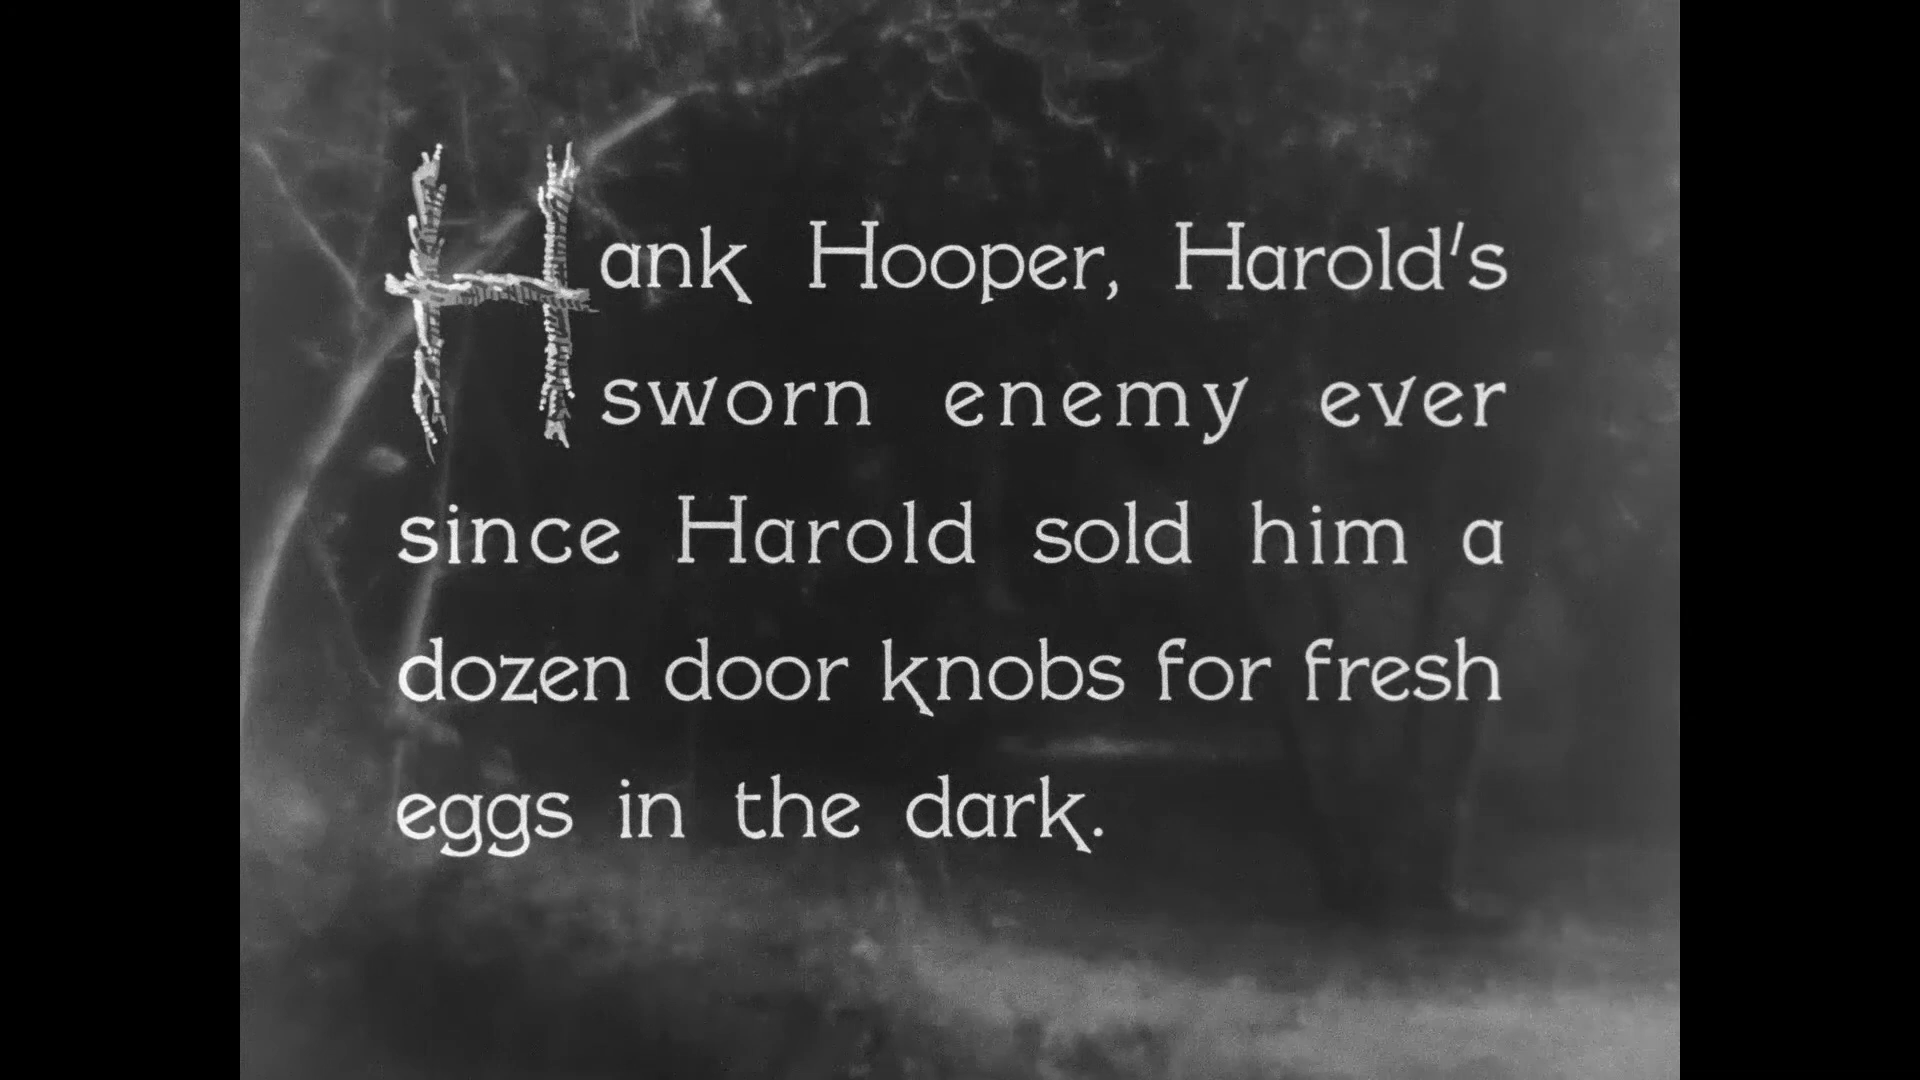 Hank Hooper, Harold's
sworn enemy ever
since Harold sold him a
dozen door knobs for fresh
eggs in the dark.